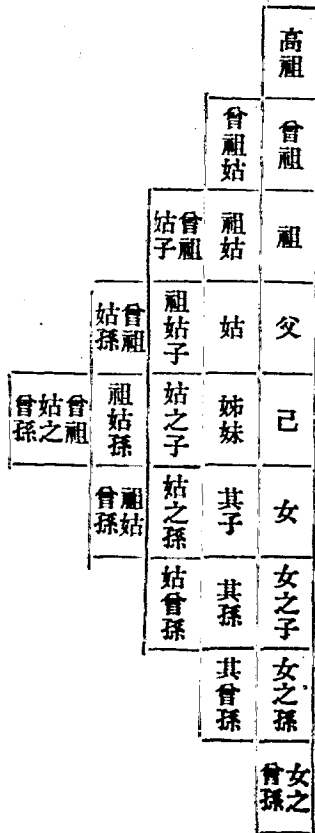 高祖
曾祖
祖
父
己
女
女之子
女之孫
女之
曾孫
曾祖姑
祖姑
姑
姊妹
其子
其孫
其曾孫
曾祖
姑子
祖姑子
姑之子
姑之孫
姑曾孫
曾祖
姑孫
祖姑孫
祖姑
曾孫
曾祖
姑之
曾孫